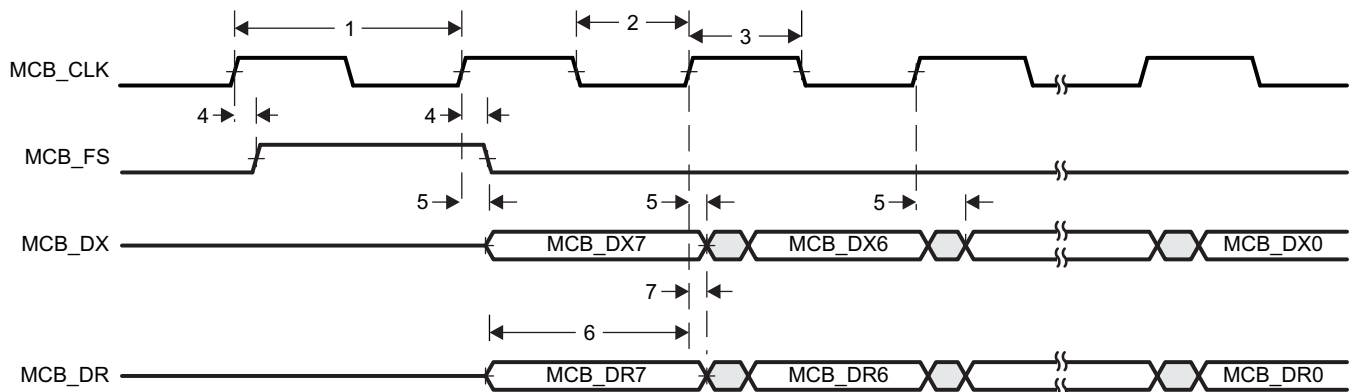 1
2
3
MCB_CLK
4
4
MCB_FS
5
5
5
MCB_DX
MCB_DX7
MCB_DX6
MCB_DX0
7
6
MCB_DR
MCB_DR7
MCB_DR6
MCB_DR0